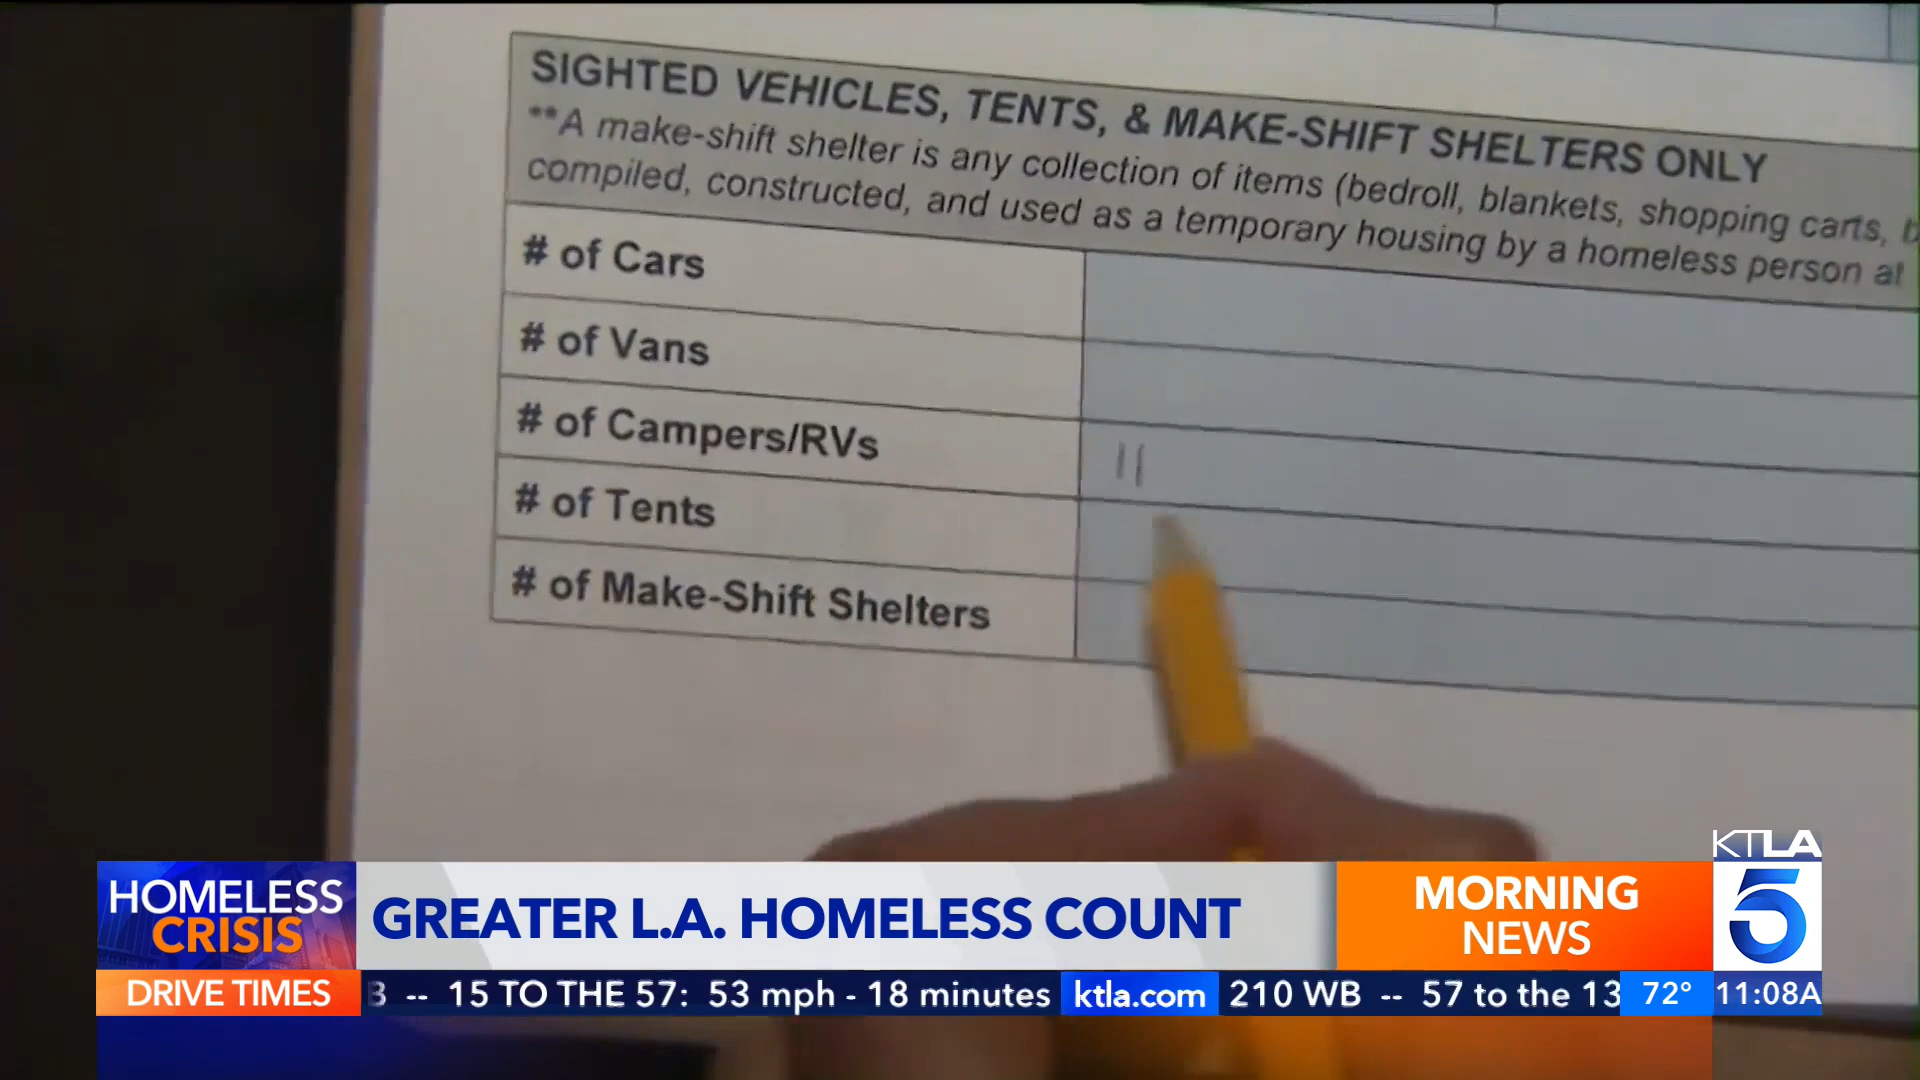 SIGHTED VEHICLES, TENTS, & MAKE-SHIFT SHELTERS ONLY
**A make-shift shelter is any collection of items (bedroll, blankets, shopping carts,
compiled, constructed, and used as a temporary housing by a homeless person at
# of Cars
# of Vans
# of Campers/RVs
||
# of Tents
# of Make-Shift Shelters
HOMELESS
CRISIS
GREATER L.A. HOMELESS COUNT
MORNING
NEWS
KTLA
5
DRIVE TIMES
-- 15 TO THE 57: 53 mph - 18 minutes ktla.com 210 WB -- 57 to the 13
72°
11:08A